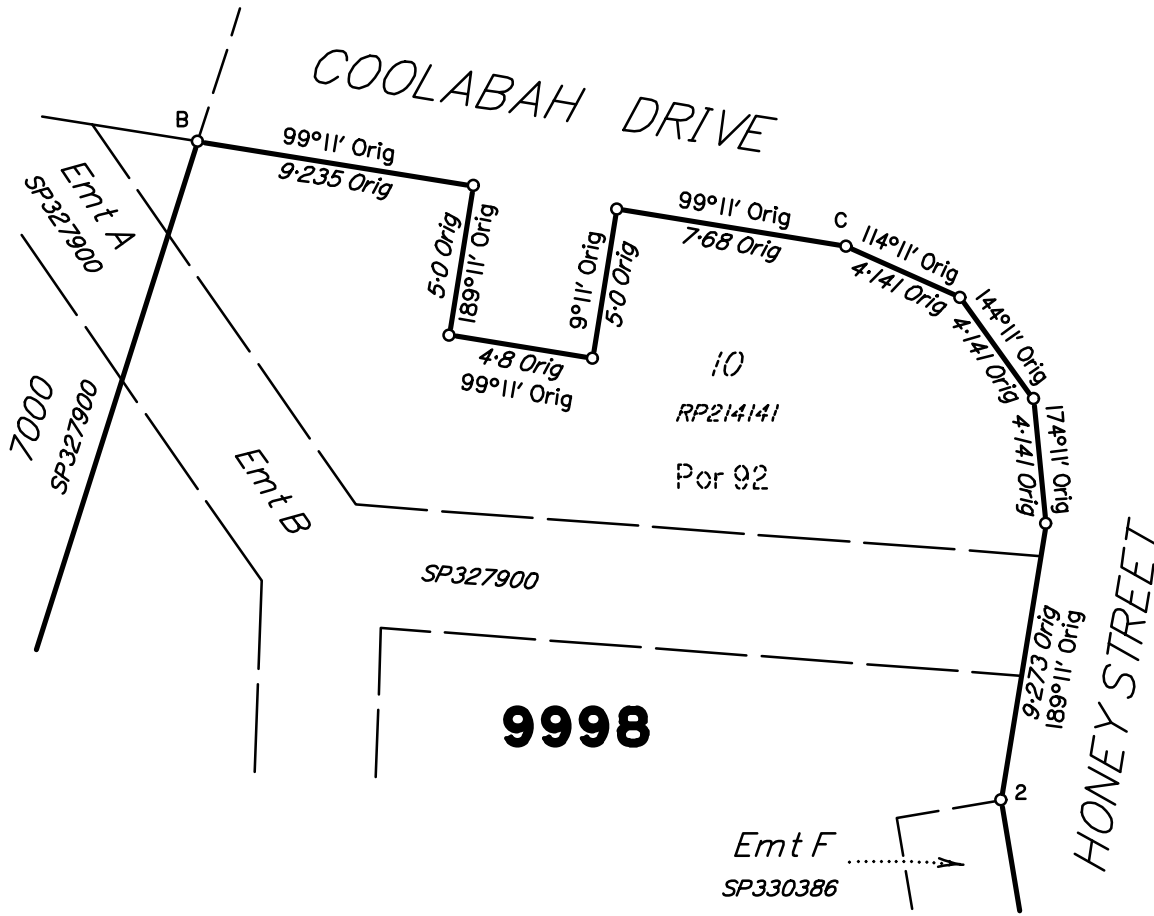 COOLABAH DRIVE
B
99°11' Orig
9·235 Orig
Emt A
SP327900
5·0 Orig
189°11' Orig
9°11' Orig
5·0 Orig
99°11' Orig
7·68 Orig
C
114°11' Orig
4·141 Orig
144°11' Orig
4·141 Orig
174°11' Orig
4·141 Orig
4·8 Orig
99°11' Orig
10
RP214141
Por 92
7000
SP327900
Emt B
SP327900
9·273 Orig
189°11' Orig
HONEY STREET
9998
2
Emt F
SP330386